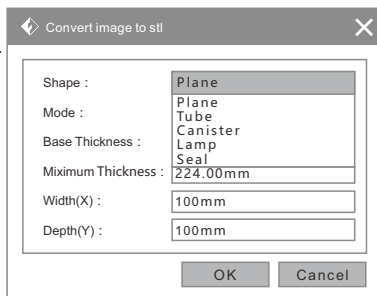 Convert image to stl
Shape : Plane
Plane
Mode : Tube
Canister
Base Thickness : Lamp
Seal
Miximum Thickness : 224.00mm
Width(X) : 100mm
Depth(Y) : 100mm
OK Cancel